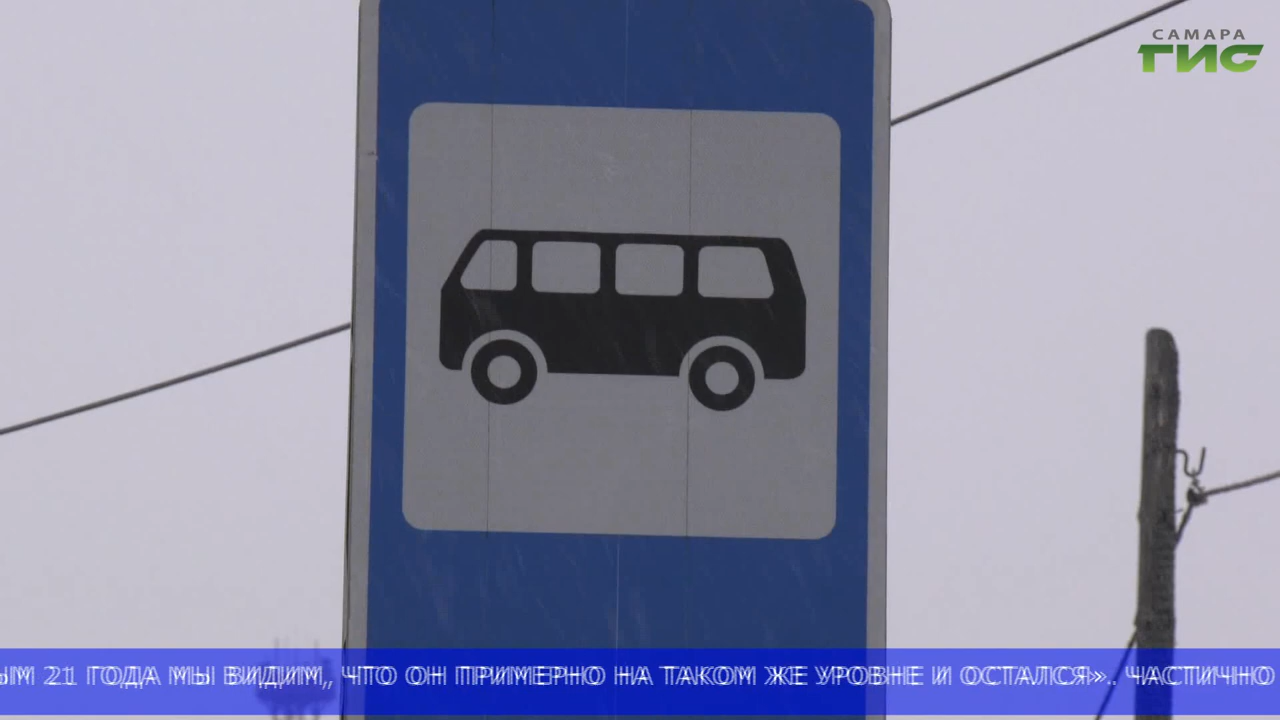 САМАРА
ГИС
21 ГОДА МЫ ВИДИМ, ЧТО ОН ПРИМЕРНО НА ТАКОМ ЖЕ УРОВНЕ И ОСТАЛСЯ». ЧАСТИЧНО